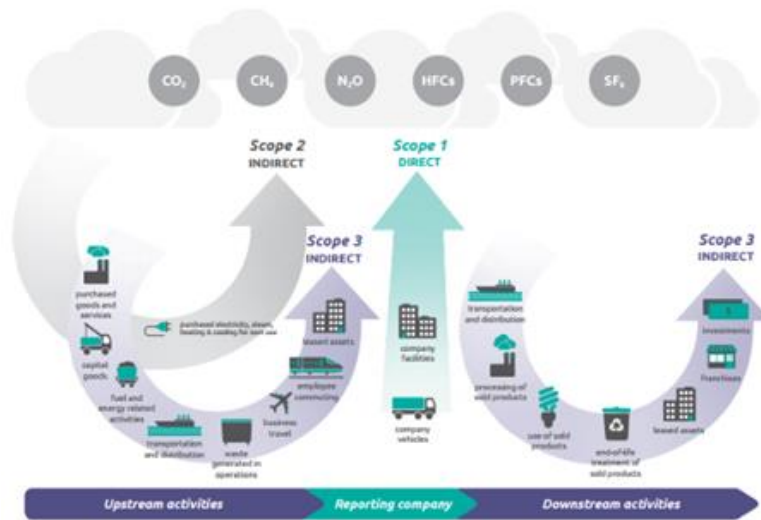 CO₂
CH₄
N₂O
HFCs
PFCs
SF₆
Scope 2
INDIRECT
Scope 1
DIRECT
Scope 3
INDIRECT
Scope 3
INDIRECT
purchased
goods and
services
capital
goods
fuel and
energy related
activities
transportation
and distribution
waste
generated in
operations
business
travel
employee
commuting
leased assets
purchased electricity, steam,
heating & cooling for own use
company
facilities
company
vehicles
transportation
and distribution
processing of
sold products
use of sold
products
end-of-life
treatment of
sold products
leased assets
franchises
investments
Upstream activities
Reporting company
Downstream activities